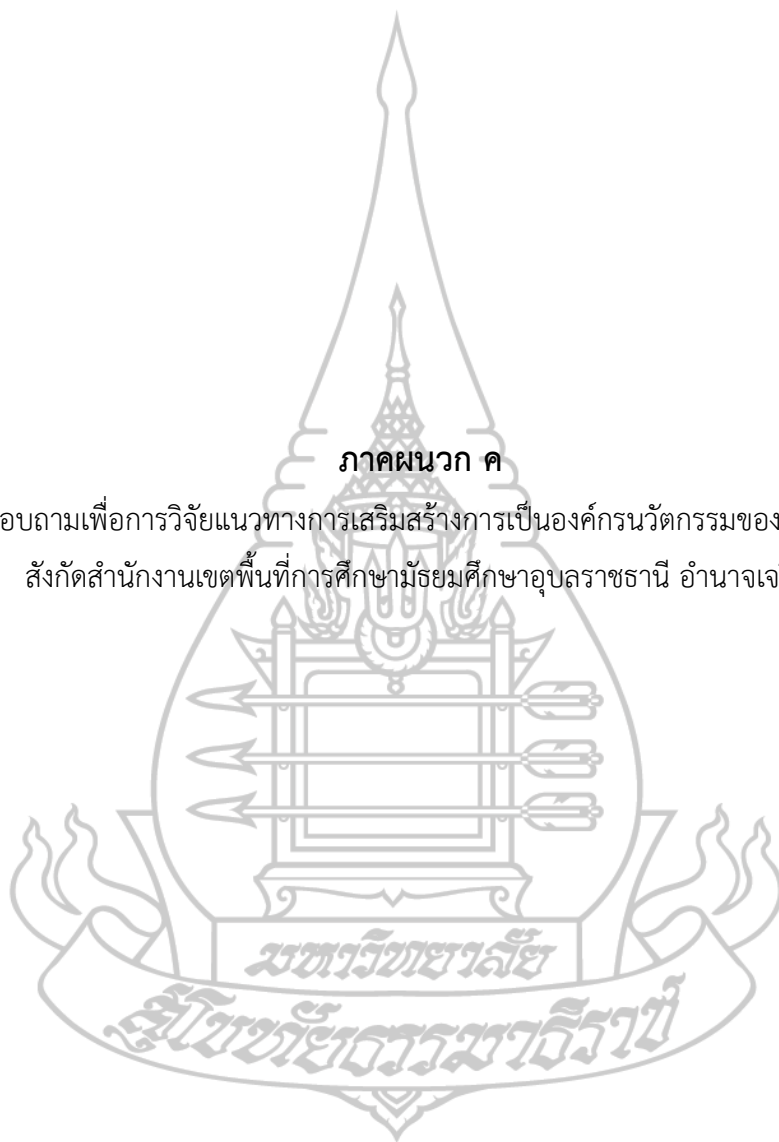 ภาคผนวก ค
อบถามเพื่อการวิจัยแนวทางการเสริมสร้างการเป็นองค์กรนวัตกรรมของ
สังกัดสำนักงานเขตพื้นที่การศึกษามัธยมศึกษาอุบลราชธานี อำนาจเจ
มหาวิทยาลัย
สุโขทัยธรรมาธิราช